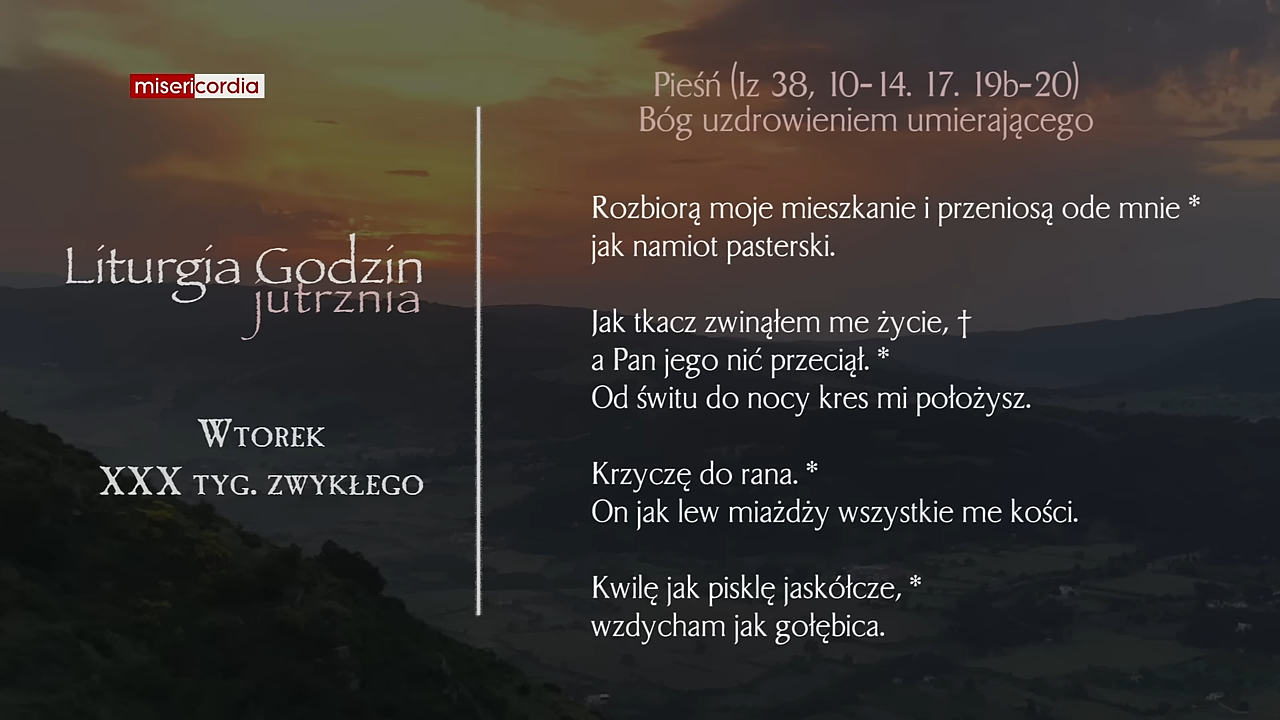 misericordia
Liturgia Godzin
jutrznia
Wtorek
XXX tyg. zwykłego
Pieśń (Iz 38, 10-14. 17. 19b-20)
Bóg uzdrowieniem umierającego
Rozbiorą moje mieszkanie i przeniosą ode mnie *
jak namiot pasterski.
Jak tkacz zwinąłem me życie, †
a Pan jego nić przeciął. *
Od świtu do nocy kres mi położysz.
Krzyczę do rana. *
On jak lew miażdży wszystkie me kości.
Kwilę jak pisklę jaskółcze, *
wzdycham jak gołębica.